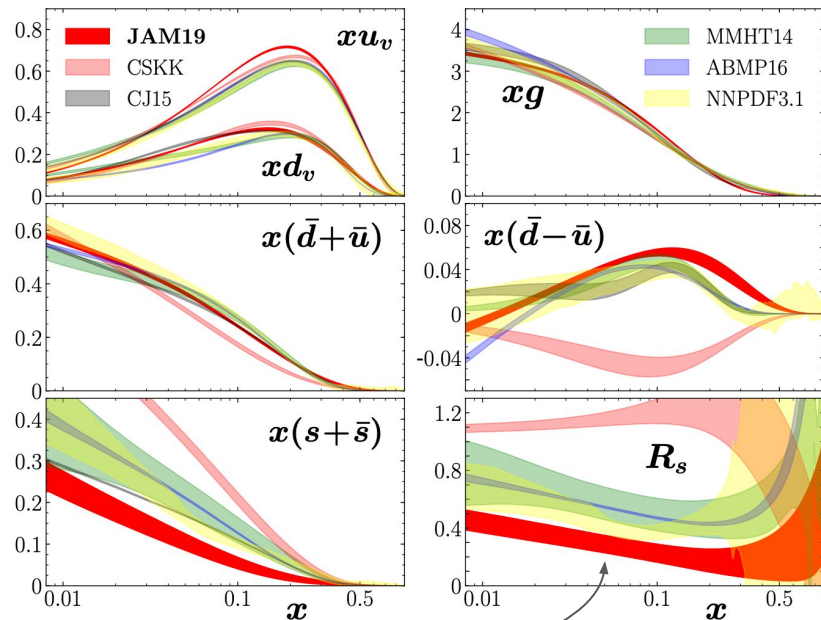 0.8
0.6
0.4
0.2
0
JAM19
CSKK
CJ15
xu_v
xd_v
4
3
2
1
0
xg
MMHT14
ABMP16
NNPDF3.1
0.6
0.4
0.2
0
x(d̄+ū)
x(d̄−ū)
0.08
0.04
0
-0.04
0.4
0.3
0.2
0.1
0
x(s+s̄)
0.01 0.1 x 0.5
1.2
0.8
0.4
0
R_s
0.01 0.1 x 0.5